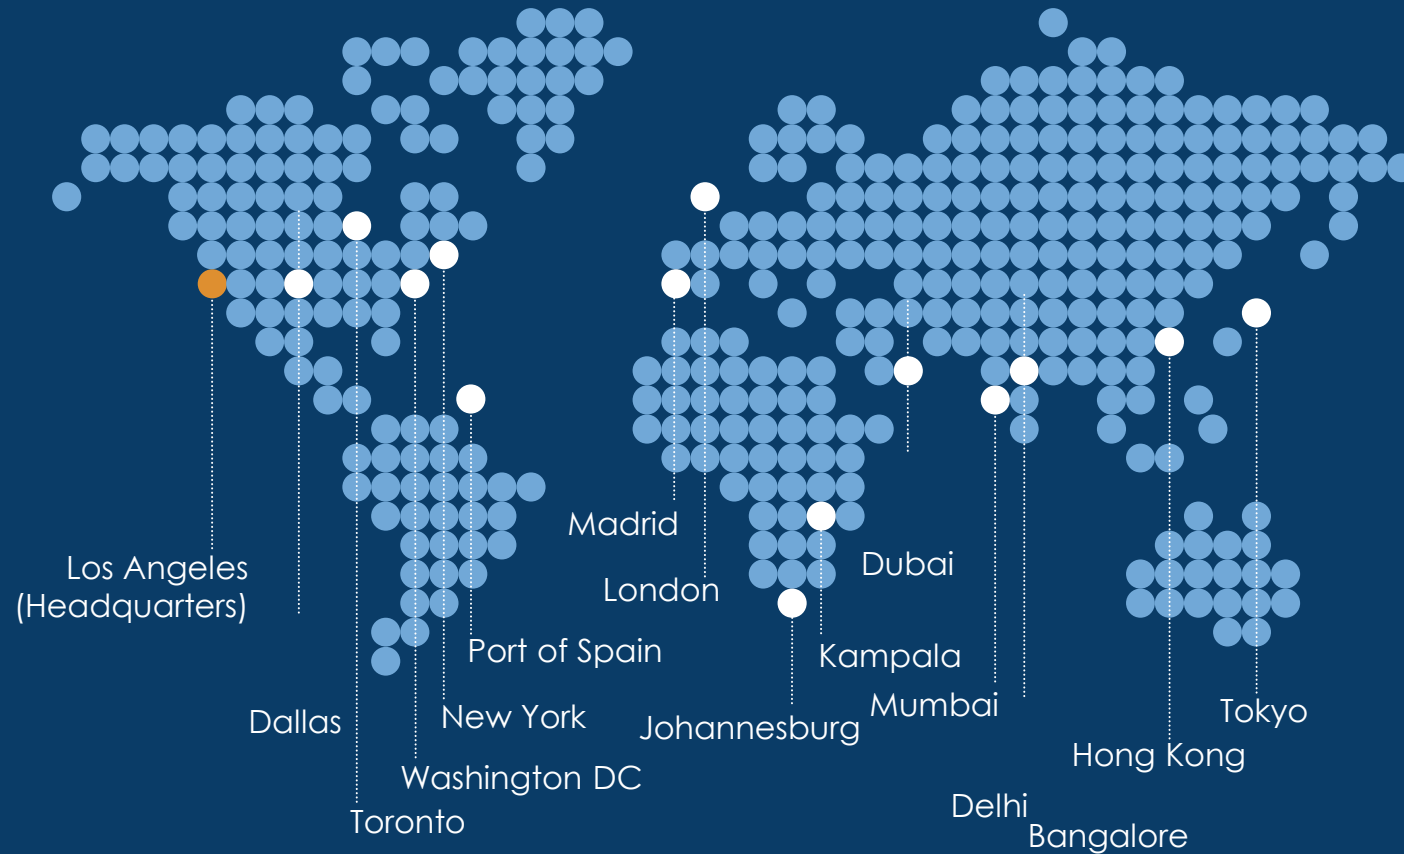 Madrid
Dubai
Los Angeles
(Headquarters)
London
Port of Spain
Kampala
Mumbai
Dallas
New York
Johannesburg
Tokyo
Hong Kong
Washington DC
Delhi
Toronto
Bangalore